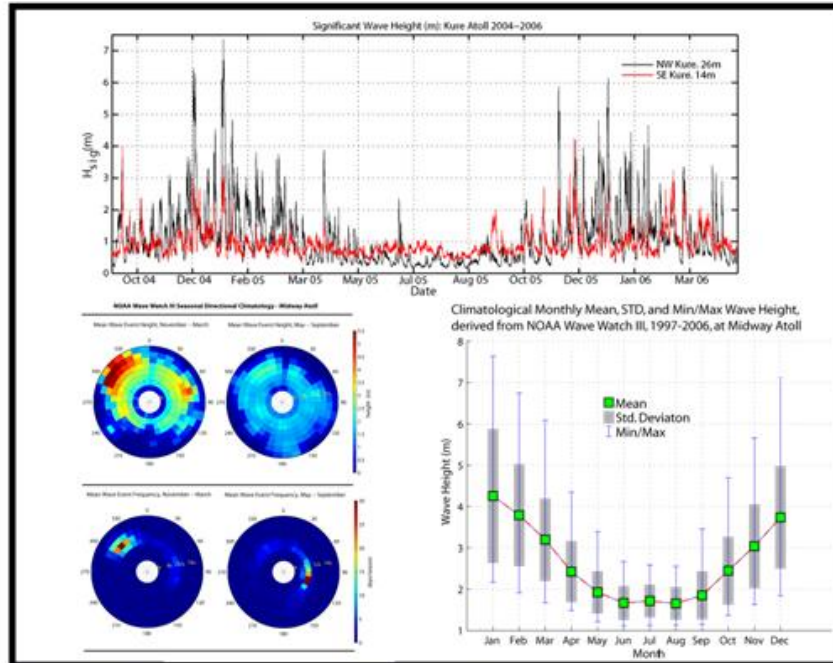 Significant Wave Height (m): Kure Atoll 2004–2006
7
6
5
4
3
2
1
0
Hsig(m)
NW Kure. 26m
SE Kure. 14m
Oct 04 Dec 04 Feb 05 Mar 05 May 05 Jul 05 Aug 05 Oct 05 Dec 05 Jan 06 Mar 06
Date
NOAA Wave Watch III Seasonal Directional Climatology - Midway Atoll
Mean Wave Event Height, November – March
Mean Wave Event Height, May – September
Mean Wave Event Frequency, November – March
Mean Wave Event Frequency, May – September
Climatological Monthly Mean, STD, and Min/Max Wave Height,
derived from NOAA Wave Watch III, 1997-2006, at Midway Atoll
8
7
6
5
4
3
2
1
Wave Height (m)
Mean
Std. Deviaton
Min/Max
Jan Feb Mar Apr May Jun Jul Aug Sep Oct Nov Dec
Month